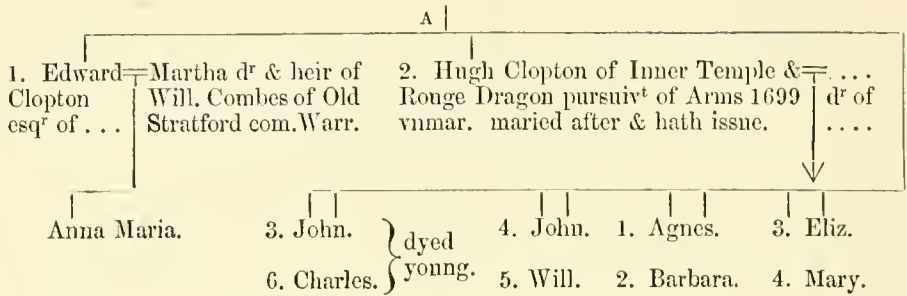 A
1. Edward Martha dʳ & heir of 2. Hugh Clopton of Inner Temple & . . . .
Clopton Will. Combes of Old Rouge Dragon pursuivᵗ of Arms 1699 dʳ of
esqʳ of . . . Stratford com. Warr. vnmar. maried after & hath issue. . . . .
Anna Maria. 3. John. dyed 4. John. 1. Agnes. 3. Eliz.
6. Charles. young. 5. Will. 2. Barbara. 4. Mary.